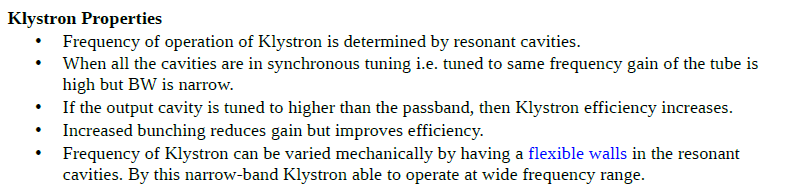 Klystron Properties
• Frequency of operation of Klystron is determined by resonant cavities.
• When all the cavities are in synchronous tuning i.e. tuned to same frequency gain of the tube is
high but BW is narrow.
• If the output cavity is tuned to higher than the passband, then Klystron efficiency increases.
• Increased bunching reduces gain but improves efficiency.
• Frequency of Klystron can be varied mechanically by having a flexible walls in the resonant
cavities. By this narrow-band Klystron able to operate at wide frequency range.